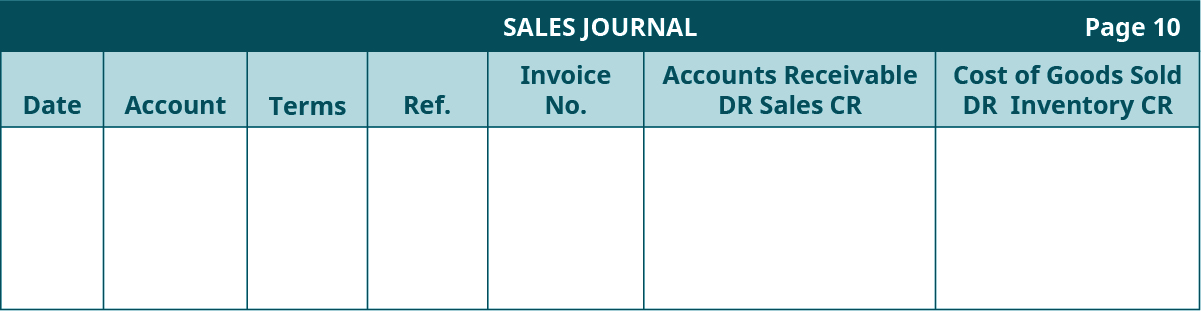 SALES JOURNAL Page 10
Date Account Terms Ref. Invoice No. Accounts Receivable DR Sales CR Cost of Goods Sold DR Inventory CR